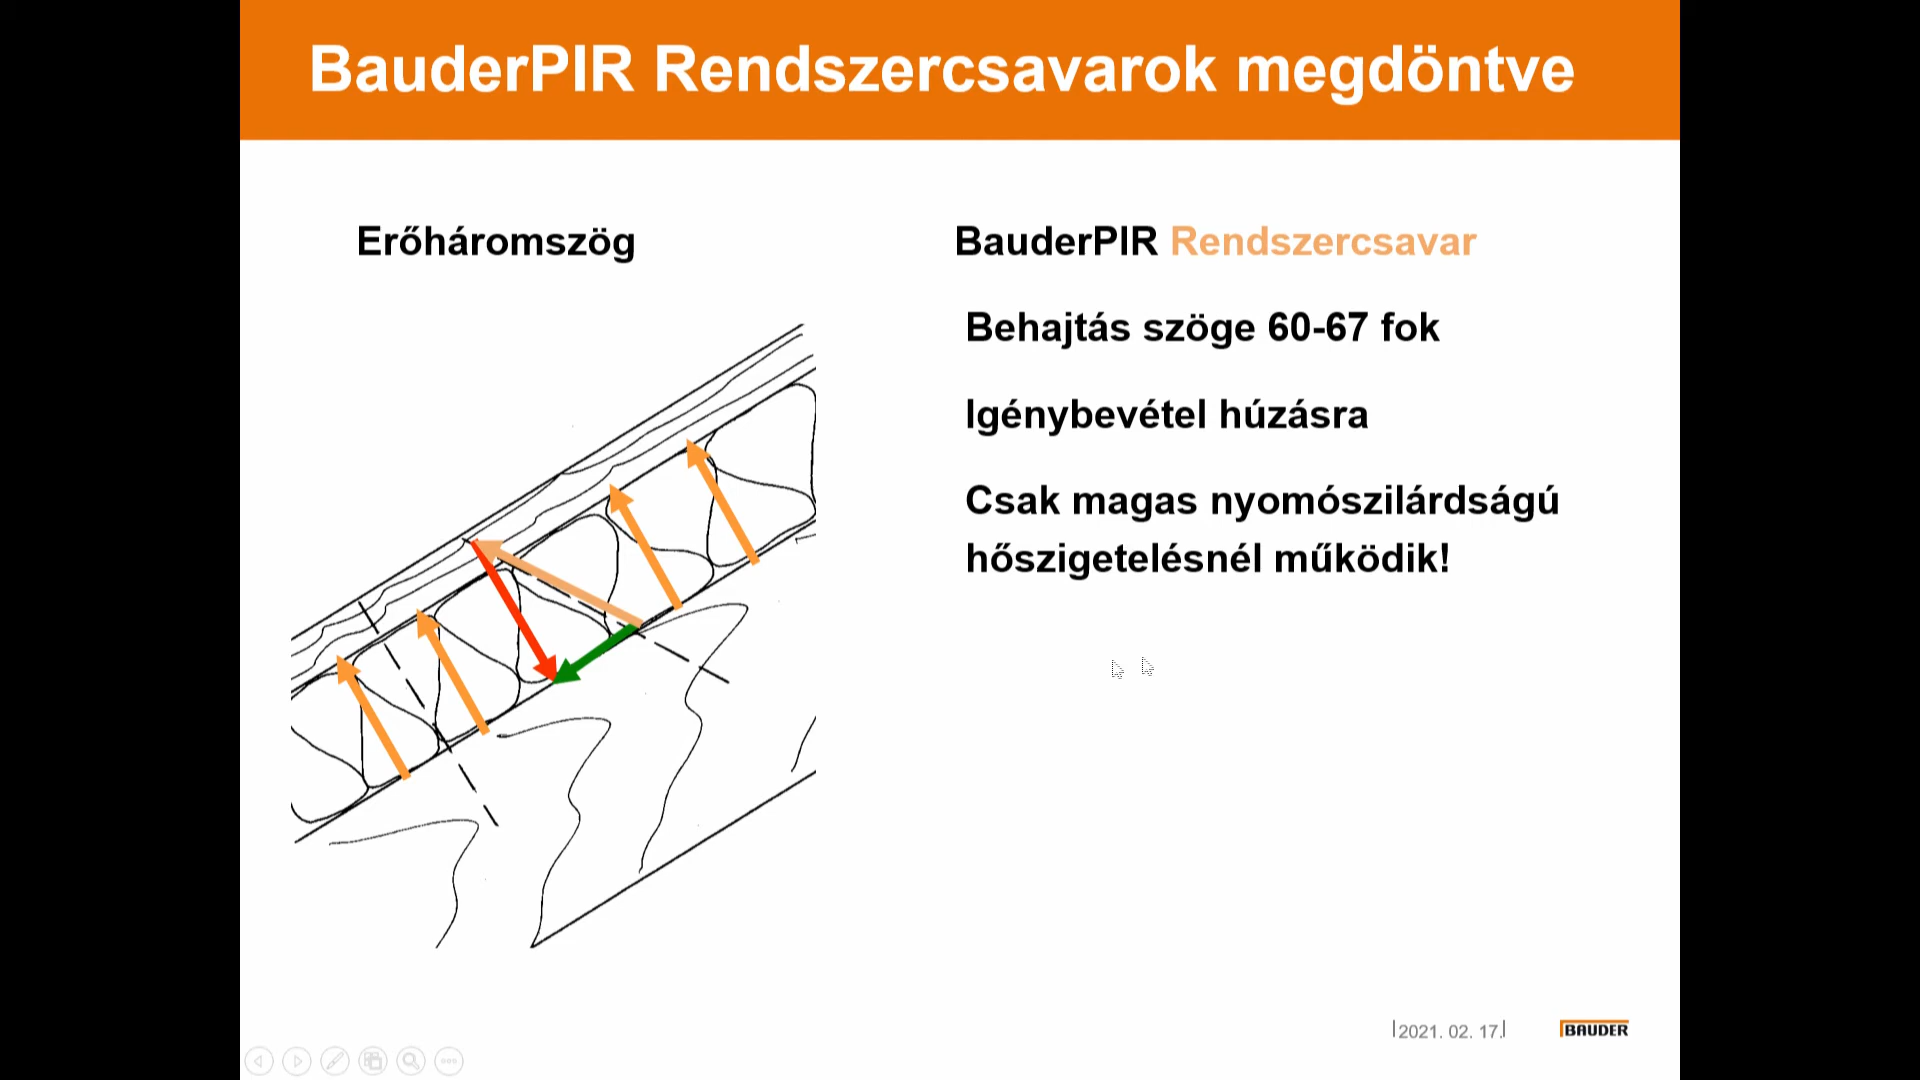 BauderPIR Rendszercsavarok megdöntve
Erőháromszög
BauderPIR Rendszercsavar
Behajtás szöge 60-67 fok
Igénybevétel húzásra
Csak magas nyomószilárdságú
hőszigetelésnél működik!
2021. 02. 17.
BAUDER